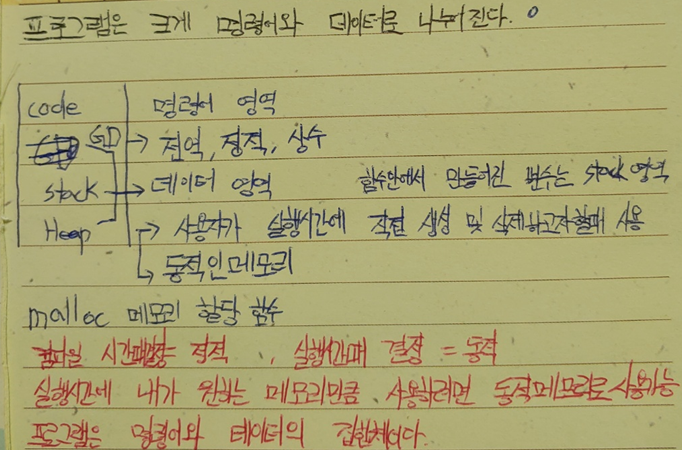 프로그램은 크게 명령어와 데이터로 나누어진다.
code 명령어 영역
GD → 전역, 정적, 상수
stack → 데이터 영역 함수안에서 만들어진 변수는 stack 영역
Heap → 사용자가 실행시간에 직접 생성 및 삭제하고자할때 사용
→ 동적인메모리
malloc 메모리 할당 함수
컴파일 시간때 정적 , 실행시간때 결정 = 동적
실행시간에 내가 원하는 메모리만큼 사용하려면 동적메모리로 사용가능
프로그램은 명령어와 데이터의 집합체이다.